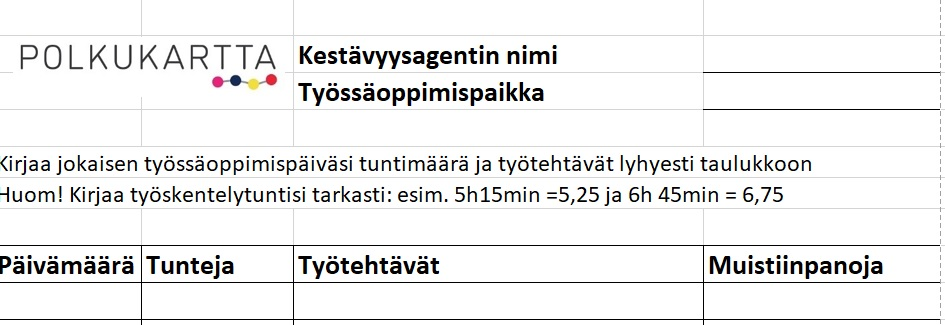 POLKUKARTTA
Kestävyysagentin nimi
Työssäoppimispaikka
Kirjaa jokaisen työssäoppimispäiväsi tuntimäärä ja työtehtävät lyhyesti taulukkoon
Huom! Kirjaa työskentelytuntisi tarkasti: esim. 5h15min =5,25 ja 6h 45min = 6,75
Päivämäärä Tunteja Työtehtävät Muistiinpanoja